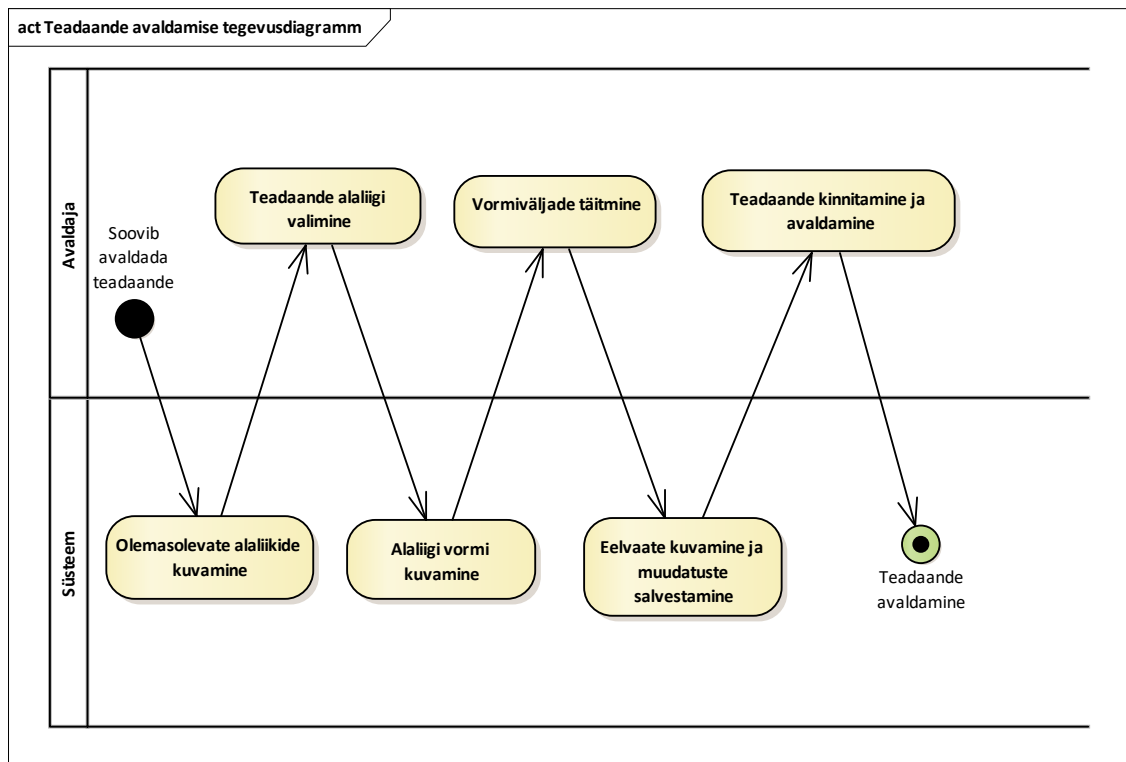 act Teadaande avaldamise tegevusdiagramm
Avaldaja
Soovib
avaldada
teadaande
Teadaande alaliigi
valimine
Vormiväljade täitmine
Teadaande kinnitamine ja
avaldamine
Süsteem
Olemasolevate alaliikide
kuvamine
Alaliigi vormi
kuvamine
Eelvaate kuvamine ja
muudatuste
salvestamine
Teadaande
avaldamine